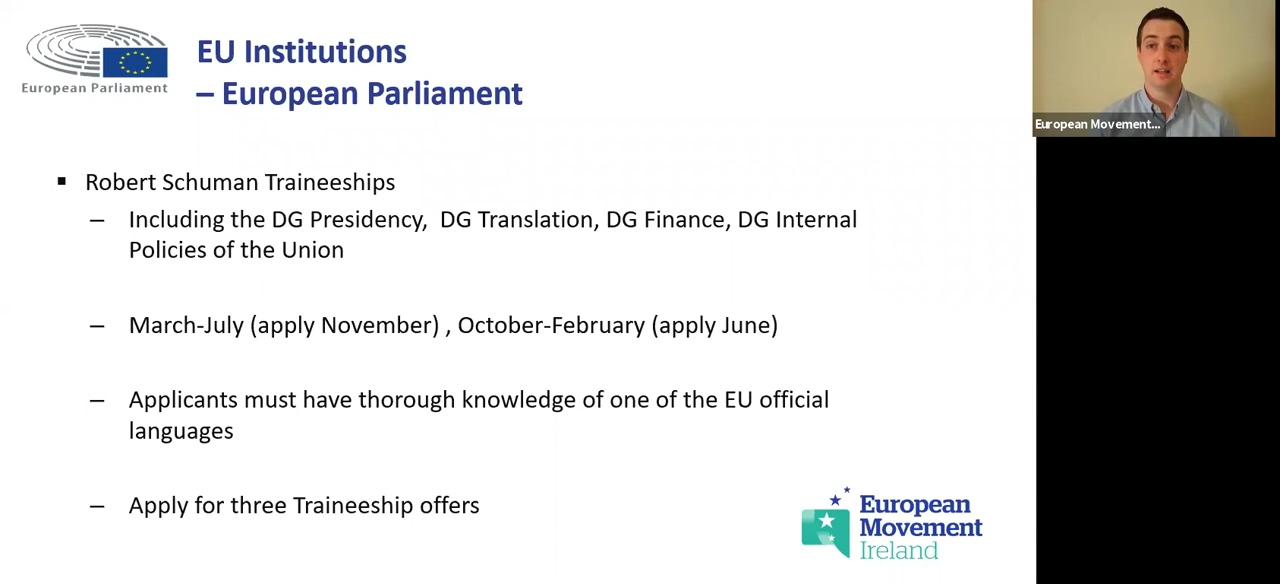 European Parliament
EU Institutions
– European Parliament
▪ Robert Schuman Traineeships
– Including the DG Presidency, DG Translation, DG Finance, DG Internal
Policies of the Union
– March-July (apply November) , October-February (apply June)
– Applicants must have thorough knowledge of one of the EU official
languages
– Apply for three Traineeship offers
European
Movement
Ireland
European Movement...